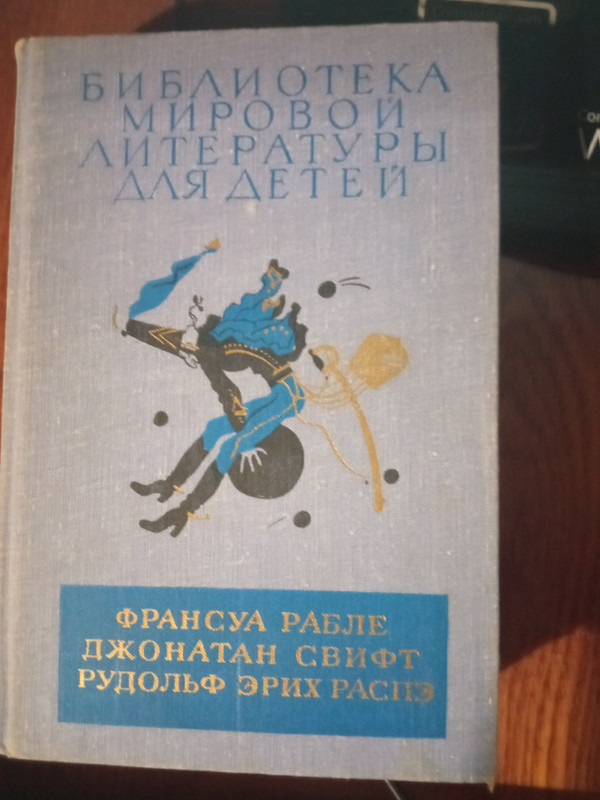 БИБЛИОТЕКА
МИРОВОЙ
ЛИТЕРАТУРЫ
ДЛЯ ДЕТЕЙ
ФРАНСУА РАБЛЕ
ДЖОНАТАН СВИФТ
РУДОЛЬФ ЭРИХ РАСПЭ